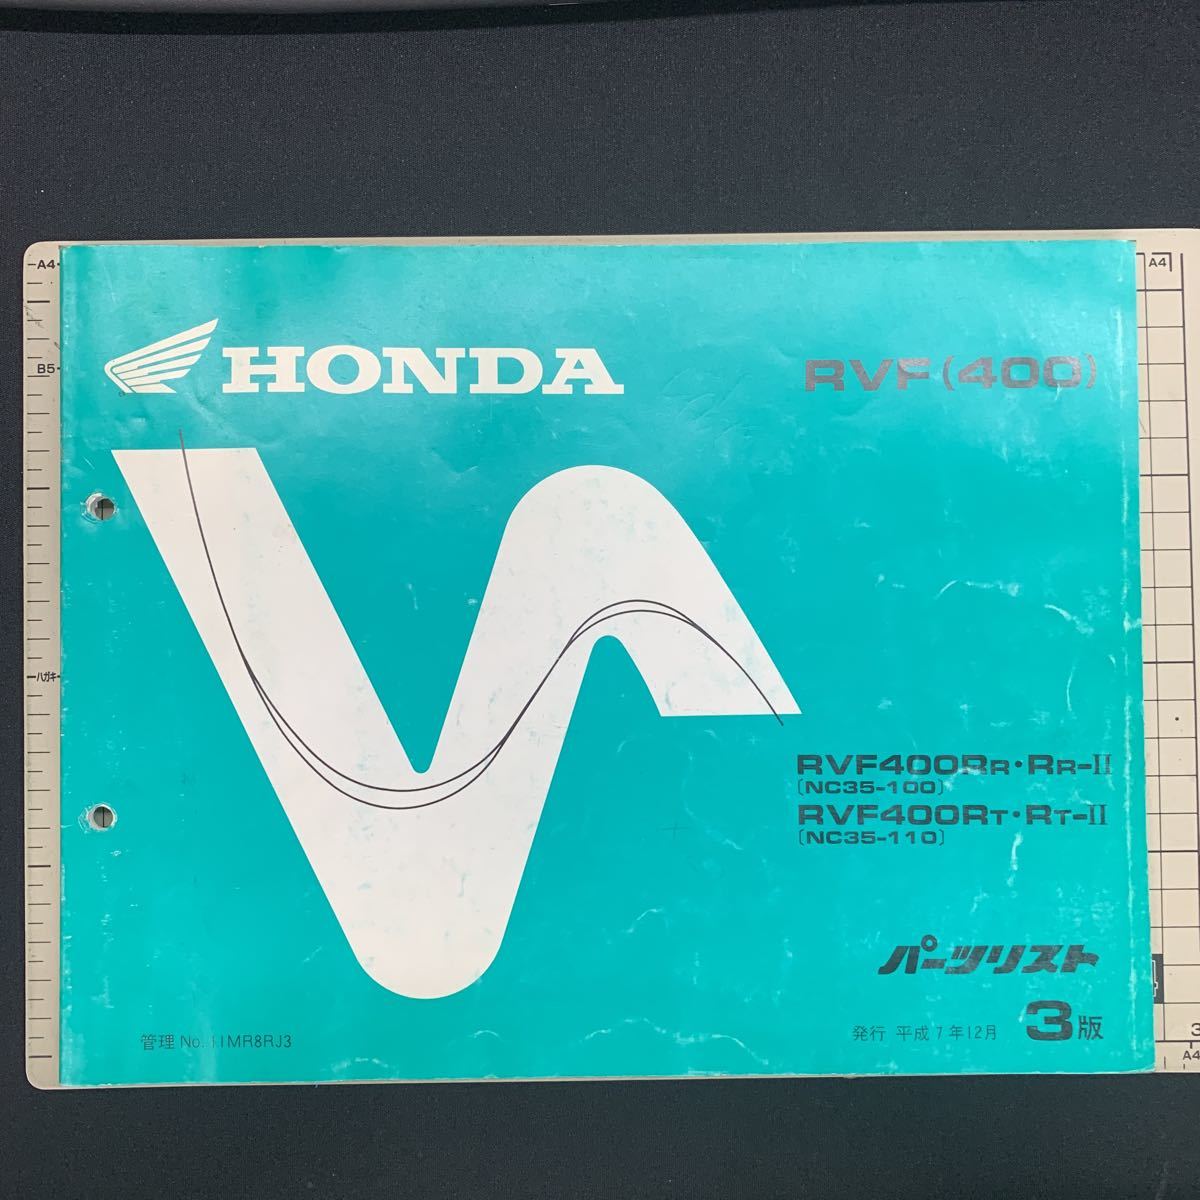 A4
A4
B5
HONDA
RVF(400)
ハガキ
RVF400RR・RR-II
〔NC35-100〕
RVF400RT・RT-II
〔NC35-110〕
パーツリスト
4
管理 No. 11MR8RJ3
発行 平成7年12月 3版
3
A4